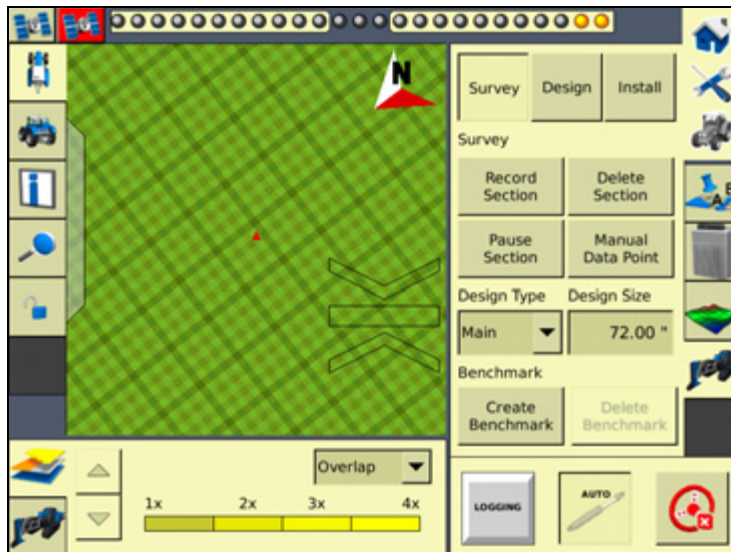 N
Survey Design Install
Survey
Record Section
Delete Section
Pause Section
Manual Data Point
Design Type Design Size
Main 72.00 "
Benchmark
Create Benchmark
Delete Benchmark
A B
Overlap
1x 2x 3x 4x
LOGGING
AUTO